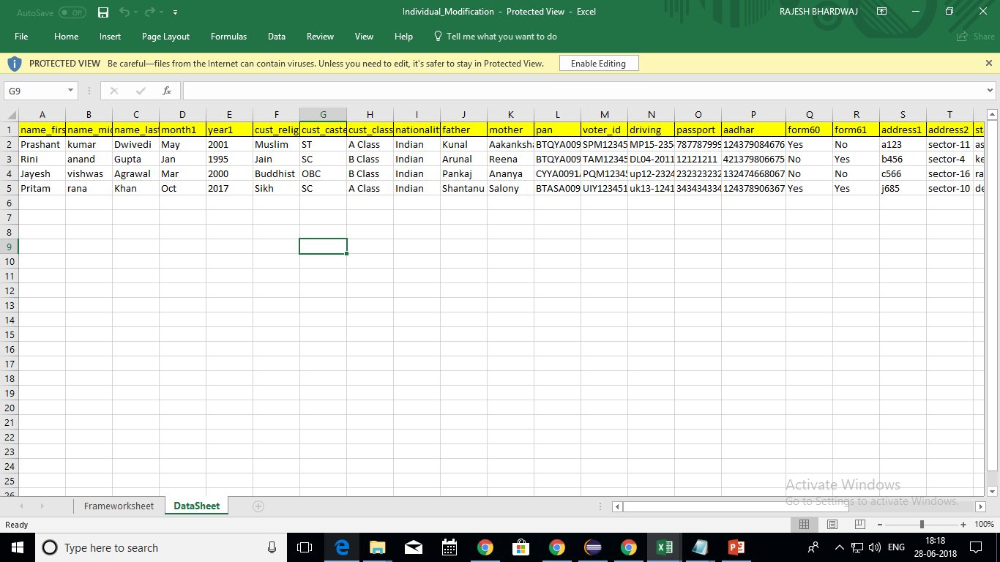 AutoSave Off Individual_Modification - Protected View - Excel RAJESH BHARDWAJ
File Home Insert Page Layout Formulas Data Review View Help Tell me what you want to do Share
PROTECTED VIEW Be careful—files from the Internet can contain viruses. Unless you need to edit, it's safer to stay in Protected View. Enable Editing
G9 fx
A B C D E F G H I J K L M N O P Q R S T
1 name_firs name_mid name_last month1 year1 cust_relig cust_caste cust_class nationalit father mother pan voter_id driving passport aadhar form60 form61 address1 address2 st
2 Prashant kumar Dwivedi May 2001 Muslim ST A Class Indian Kunal Aakanksh BTQYA009 SPM12345 MP15-235 787787999 124379084676 Yes No a123 sector-11 as
3 Rini anand Gupta Jan 1995 Jain SC B Class Indian Arunal Reena BTQYA009 TAM12345 DL04-2011 12121211 421379806675 No Yes b456 sector-4 ke
4 Jayesh vishwas Agrawal Mar 2000 Buddhist OBC B Class Indian Pankaj Ananya CYYA0091 PQM1234 up12-2324 232323232 132474668067 No No c566 sector-16 ra
5 Pritam rana Khan Oct 2017 Sikh SC A Class Indian Shantanu Salony BTASA009 UIY123451 uk13-1241 343434334 124378906367 Yes Yes j685 sector-10 de
6
7
8
9
10
11
12
13
14
15
16
17
18
19
20
21
22
23
24
25
26
Activate Windows
Go to Settings to activate Windows.
Frameworksheet DataSheet
Ready 100%
Type here to search ENG 18:18
28-06-2018